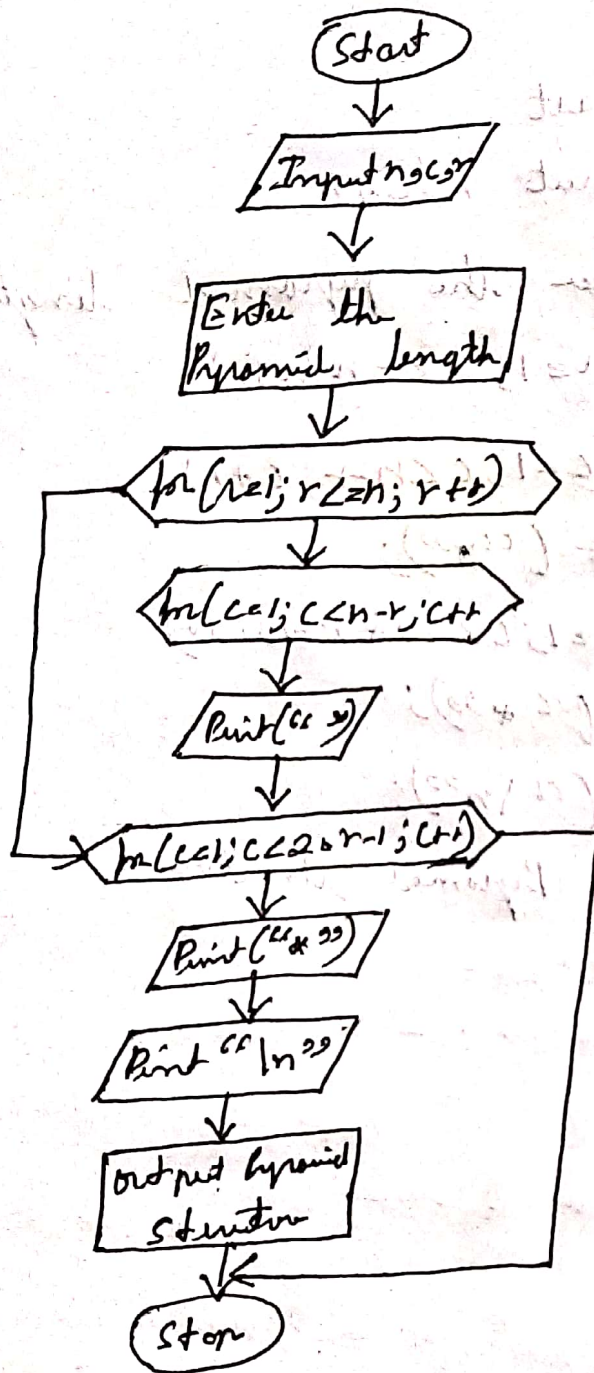 Start
Input n, c, r
Enter the
Pyramid length
for(r=1; r<=n; r++)
for(c=1; c<n-r; c++
Print(" ")
for(c=1; c<2*r-1; c++)
Print("*")
Print "\n"
output Pyramid
Stop